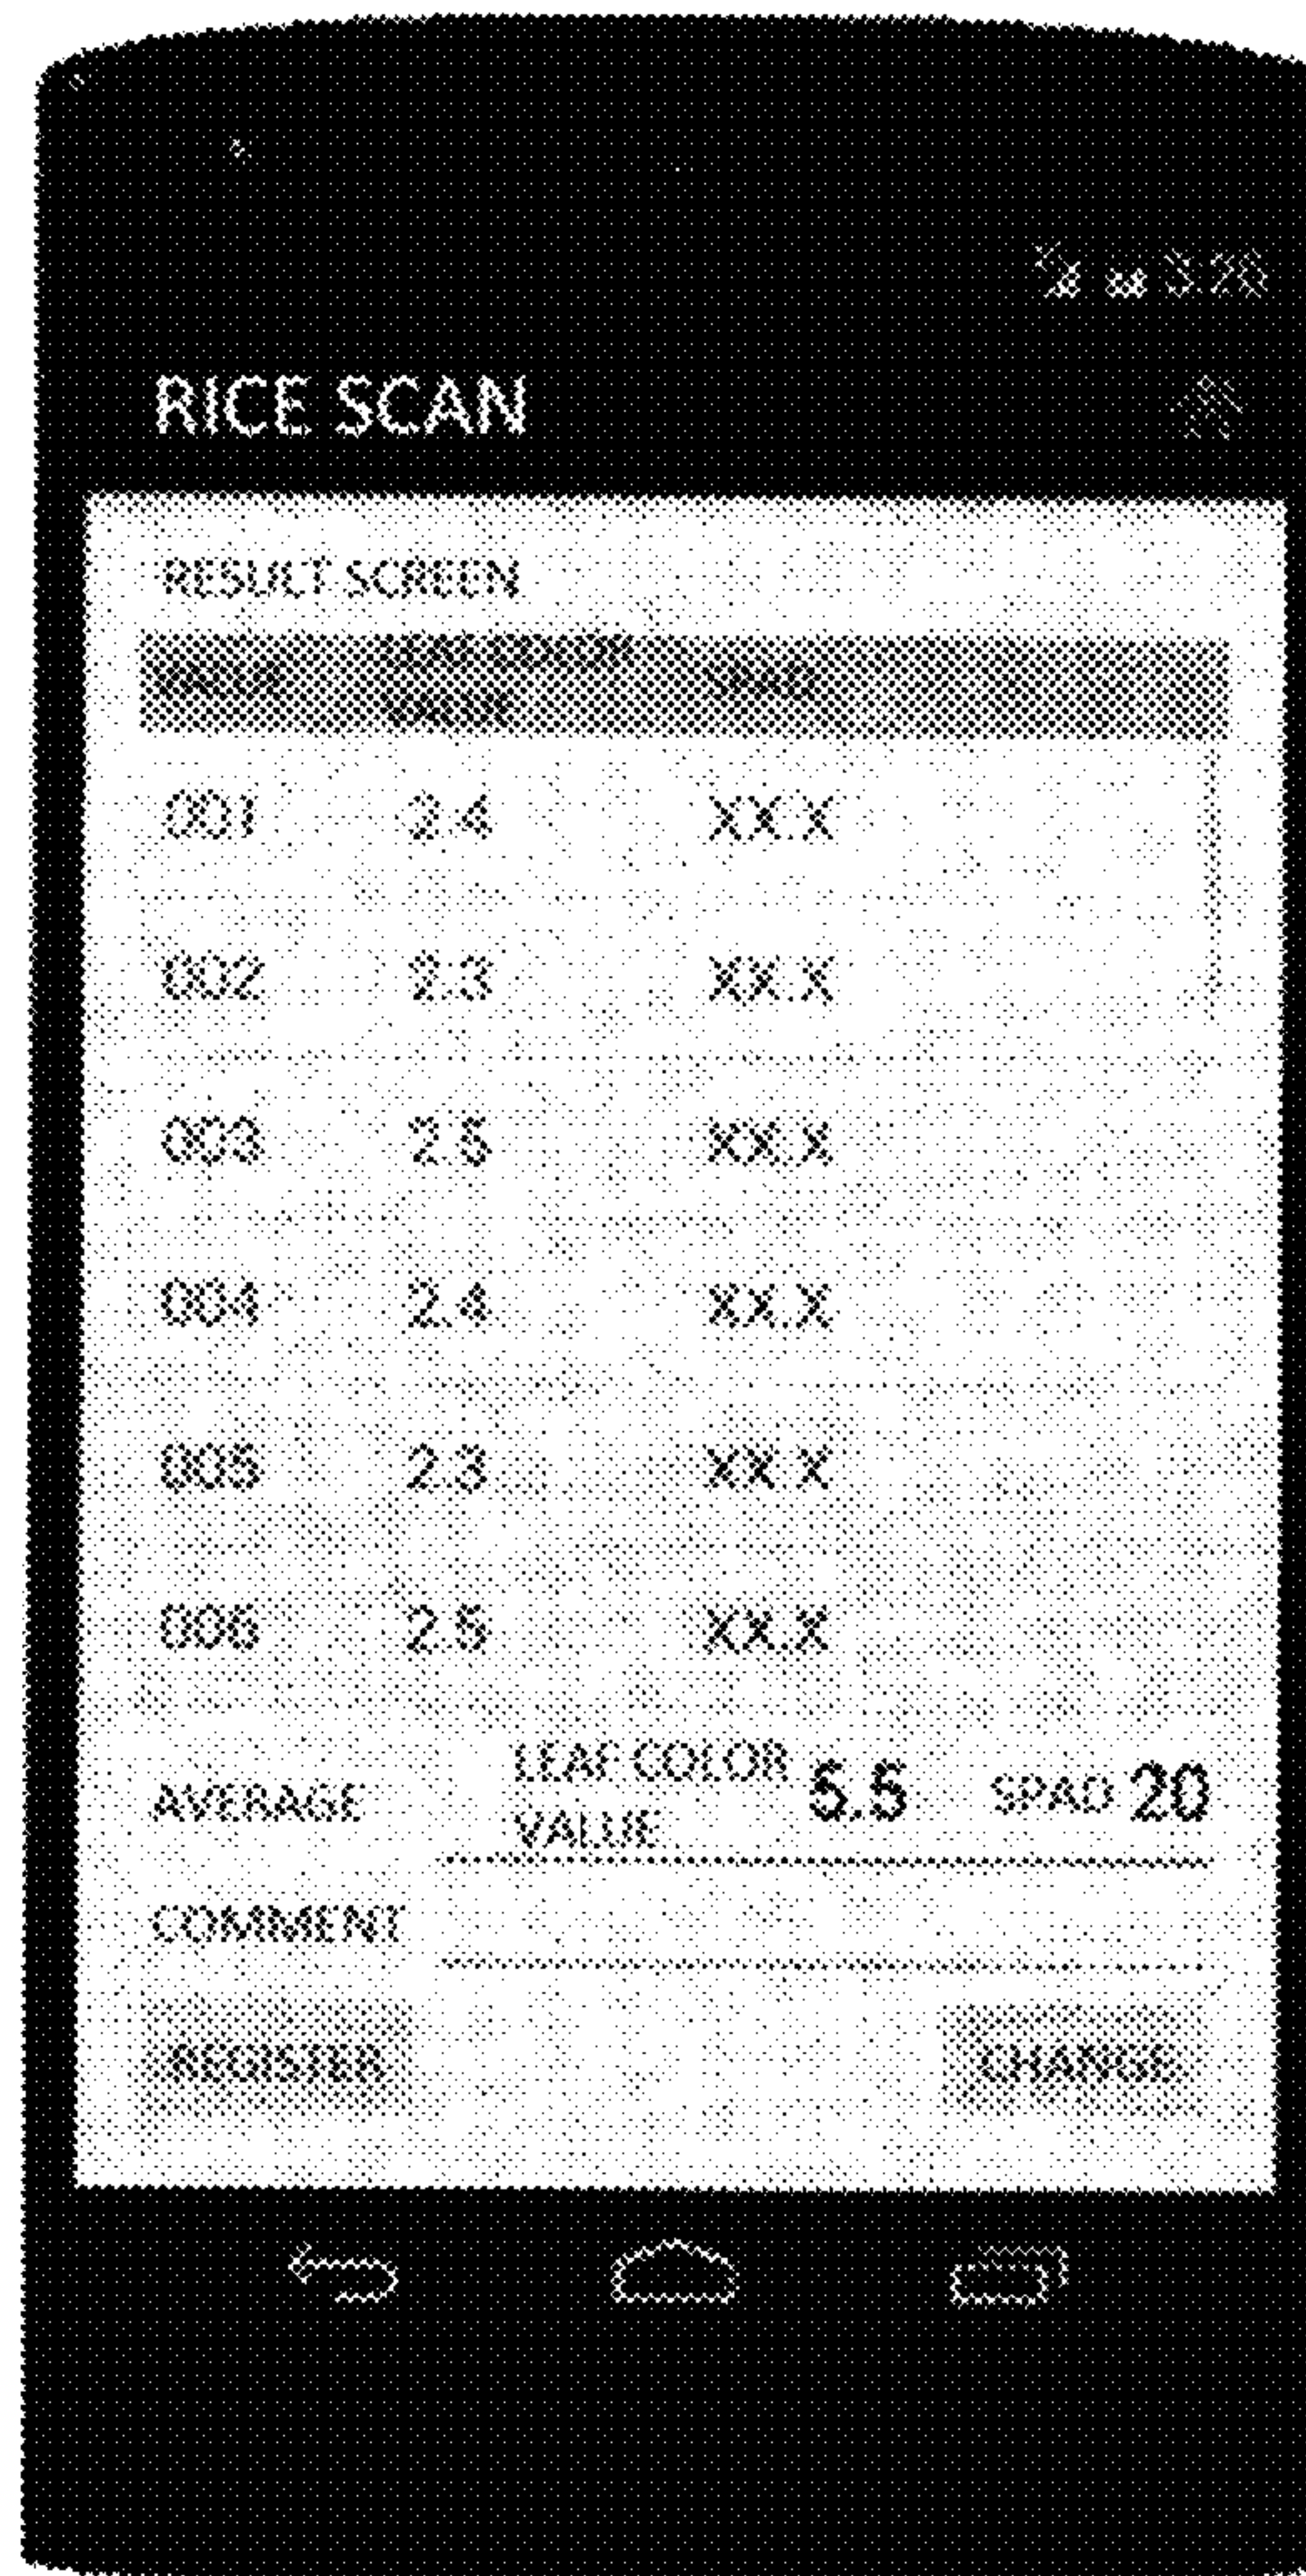 3:20
RICE SCAN
RESULT SCREEN
001 2.4 XX.X
002 2.3 XX.X
003 2.5 XX.X
004 2.4 XX.X
005 2.3 XX.X
006 2.5 XX.X
AVERAGE LEAF COLOR VALUE 5.5 SPAD 20
COMMENT
REGISTER CHANGE